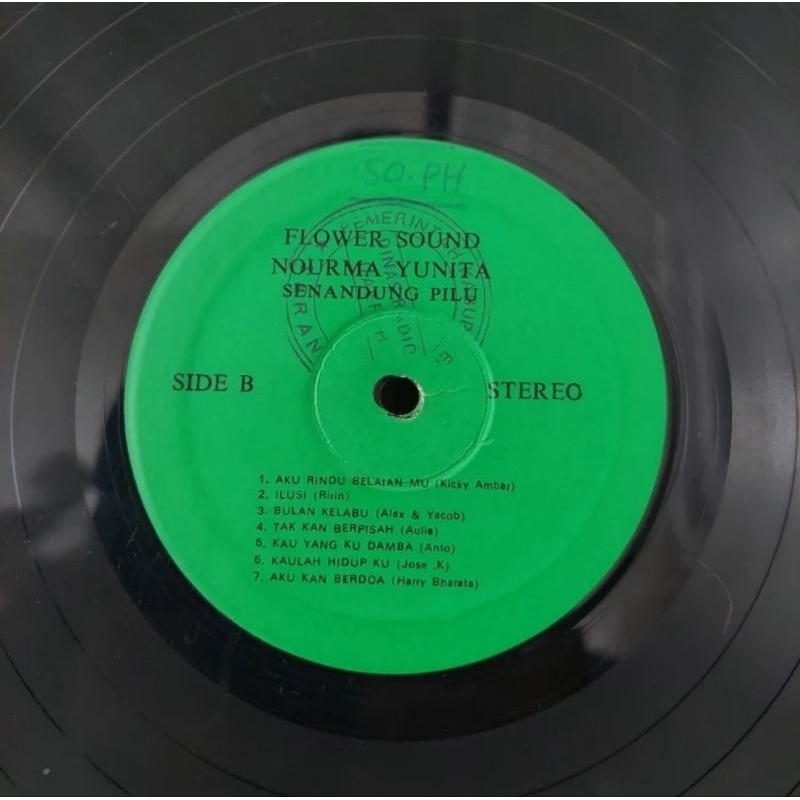 SO.PH
FLOWER SOUND
NOURMA YUNITA
SENANDUNG PILU
SIDE B
STEREO
1. AKU RINDU BELAIAN MU (Kicky Ambar)
2. ILUSI (Ririn)
3. BULAN KELABU (Alex & Yacob)
4. TAK KAN BERPISAH (Aulia)
5. KAU YANG KU DAMBA (Anto)
6. KAULAH HIDUP KU (Jose .K)
7. AKU KAN BERDOA (Harry Bharata)